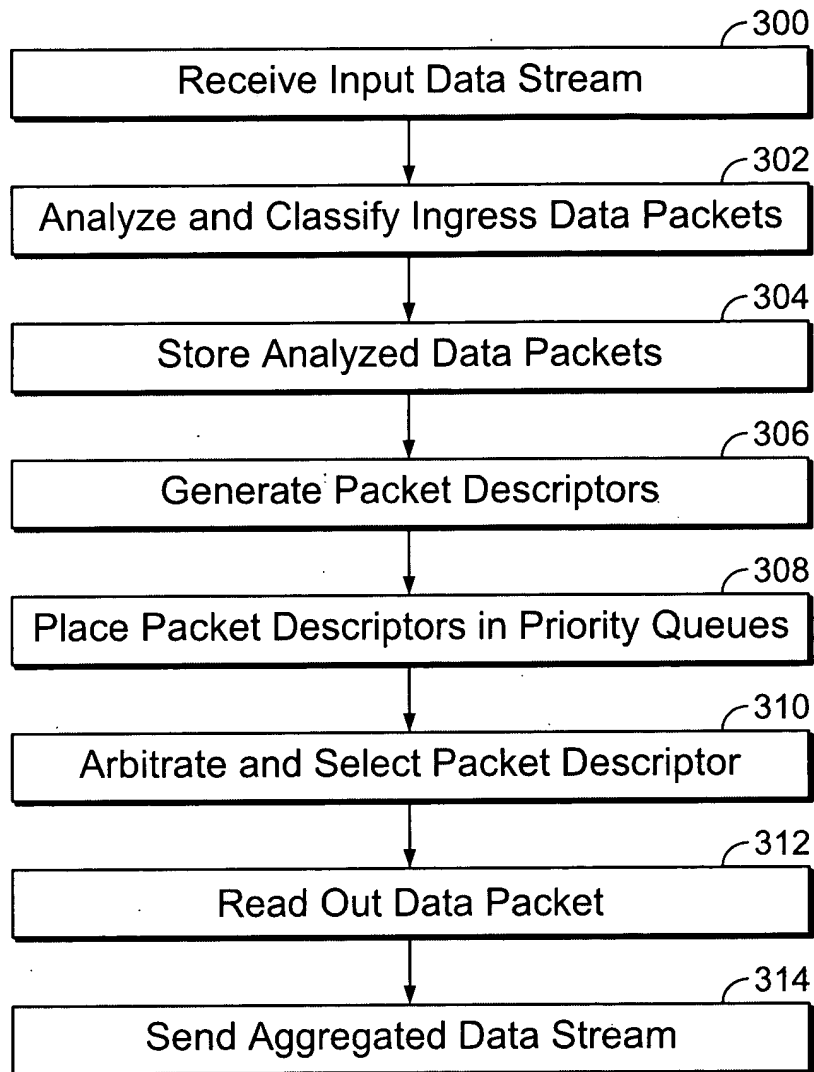 300
Receive Input Data Stream
302
Analyze and Classify Ingress Data Packets
304
Store Analyzed Data Packets
306
Generate Packet Descriptors
308
Place Packet Descriptors in Priority Queues
310
Arbitrate and Select Packet Descriptor
312
Read Out Data Packet
314
Send Aggregated Data Stream